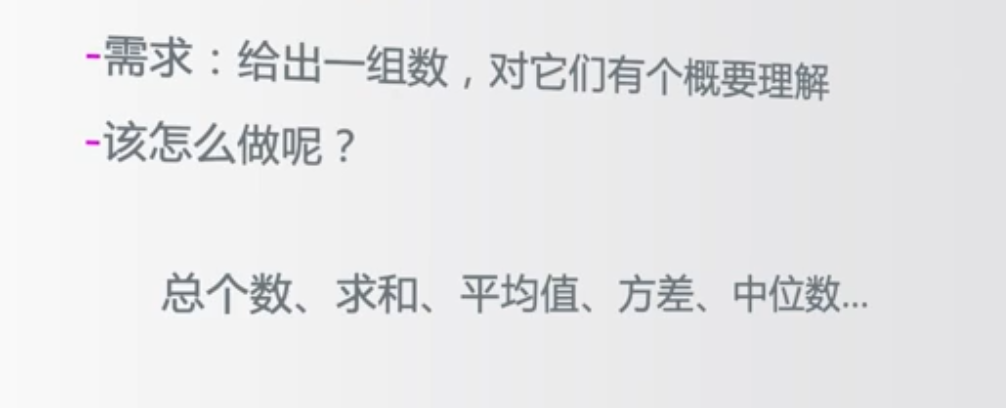 -需求：给出一组数，对它们有个概要理解
-该怎么做呢？
总个数、求和、平均值、方差、中位数...